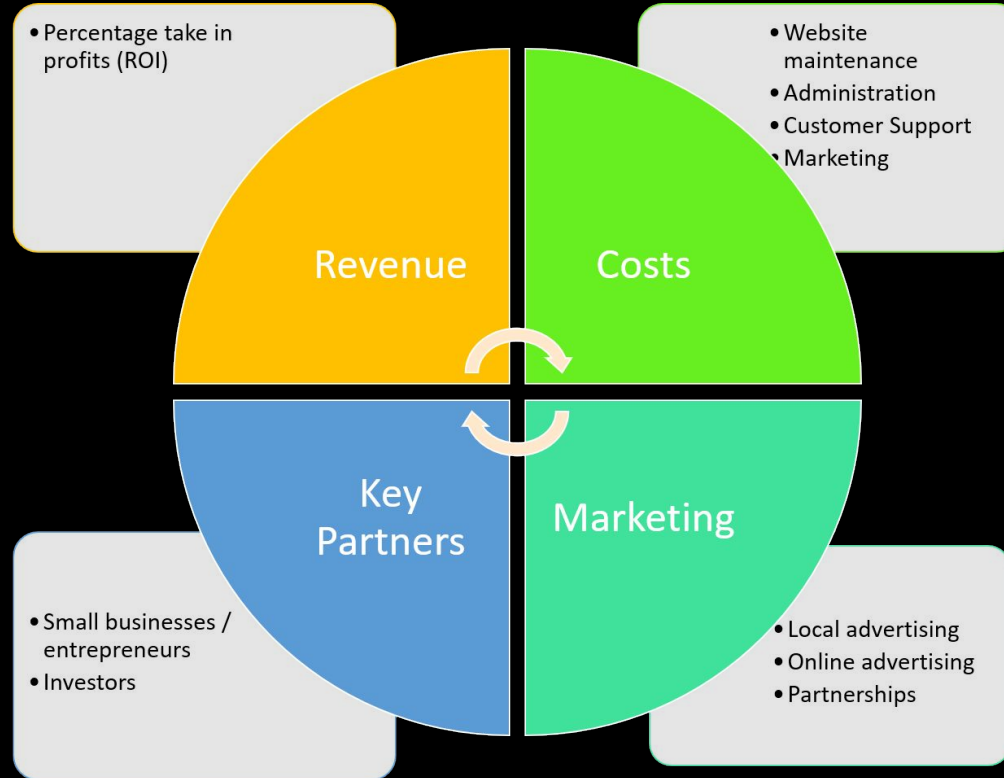 • Percentage take in
profits (ROI)
• Website
maintenance
• Administration
• Customer Support
• Marketing
Revenue
Costs
Key
Partners
Marketing
• Small businesses /
entrepreneurs
• Investors
• Local advertising
• Online advertising
• Partnerships